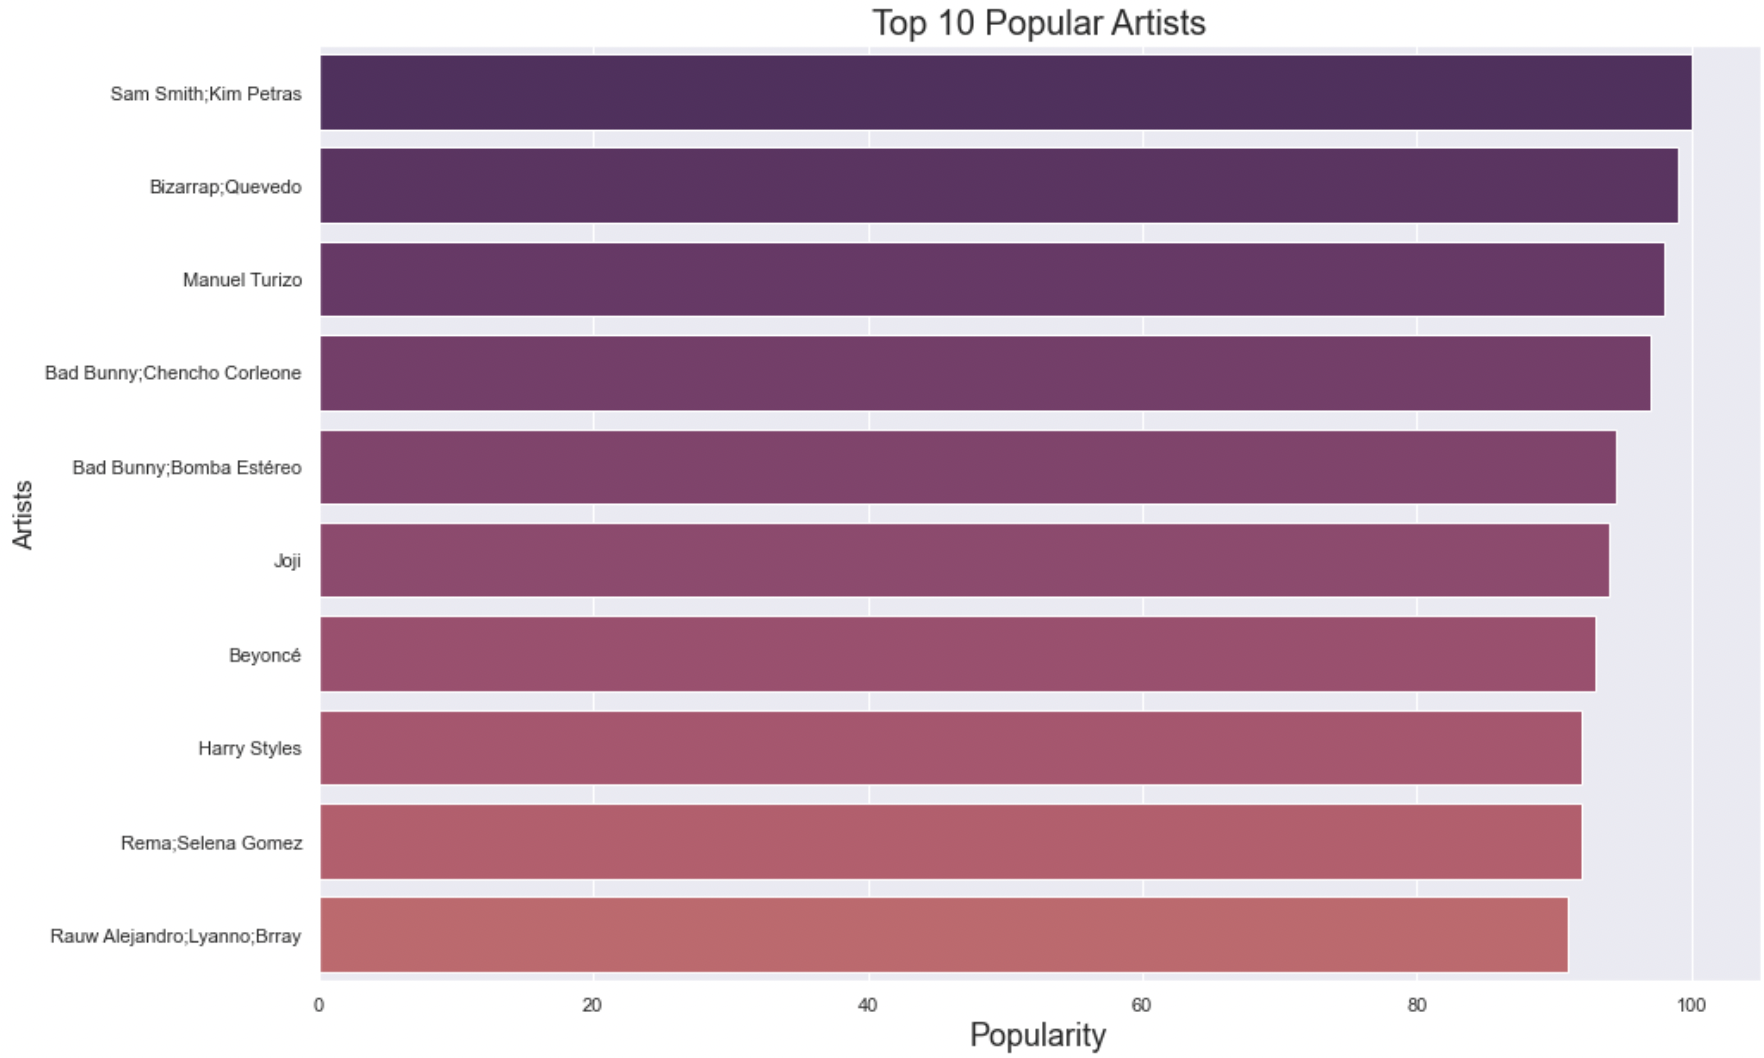 Top 10 Popular Artists
Sam Smith;Kim Petras
Bizarrap;Quevedo
Manuel Turizo
Bad Bunny;Chencho Corleone
Bad Bunny;Bomba Estéreo
Joji
Beyoncé
Harry Styles
Rema;Selena Gomez
Rauw Alejandro;Lyanno;Brray
Artists
0 20 40 60 80 100
Popularity